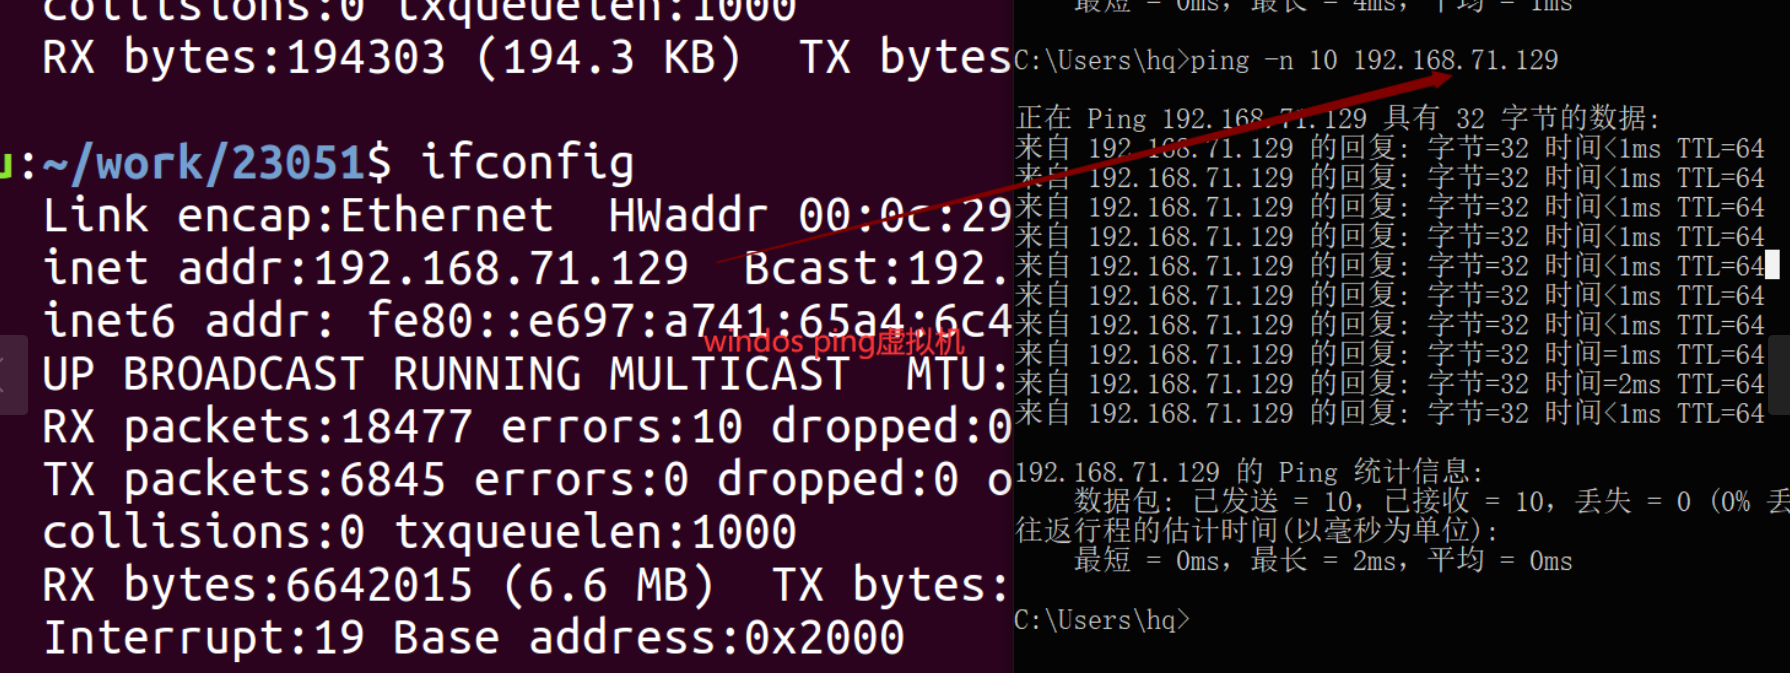 collisions:0 txqueuelen:1000
RX bytes:194303 (194.3 KB)  TX bytes
u:~/work/23051$ ifconfig
Link encap:Ethernet  HWaddr 00:0c:29
inet addr:192.168.71.129  Bcast:192.
inet6 addr: fe80::e697:a741:65a4:6c4
windos ping虚拟机
UP BROADCAST RUNNING MULTICAST  MTU:
RX packets:18477 errors:10 dropped:0
TX packets:6845 errors:0 dropped:0 o
collisions:0 txqueuelen:1000
RX bytes:6642015 (6.6 MB)  TX bytes:
Interrupt:19 Base address:0x2000
最短 = 0ms，最长 = 4ms，平均 = 1ms
C:\Users\hq>ping -n 10 192.168.71.129
正在 Ping 192.168.71.129 具有 32 字节的数据:
来自 192.168.71.129 的回复: 字节=32 时间<1ms TTL=64
来自 192.168.71.129 的回复: 字节=32 时间<1ms TTL=64
来自 192.168.71.129 的回复: 字节=32 时间<1ms TTL=64
来自 192.168.71.129 的回复: 字节=32 时间<1ms TTL=64
来自 192.168.71.129 的回复: 字节=32 时间<1ms TTL=64
来自 192.168.71.129 的回复: 字节=32 时间<1ms TTL=64
来自 192.168.71.129 的回复: 字节=32 时间<1ms TTL=64
来自 192.168.71.129 的回复: 字节=32 时间=1ms TTL=64
来自 192.168.71.129 的回复: 字节=32 时间=2ms TTL=64
来自 192.168.71.129 的回复: 字节=32 时间<1ms TTL=64
192.168.71.129 的 Ping 统计信息:
数据包: 已发送 = 10，已接收 = 10，丢失 = 0 (0% 丢
往返行程的估计时间(以毫秒为单位):
最短 = 0ms，最长 = 2ms，平均 = 0ms
C:\Users\hq>